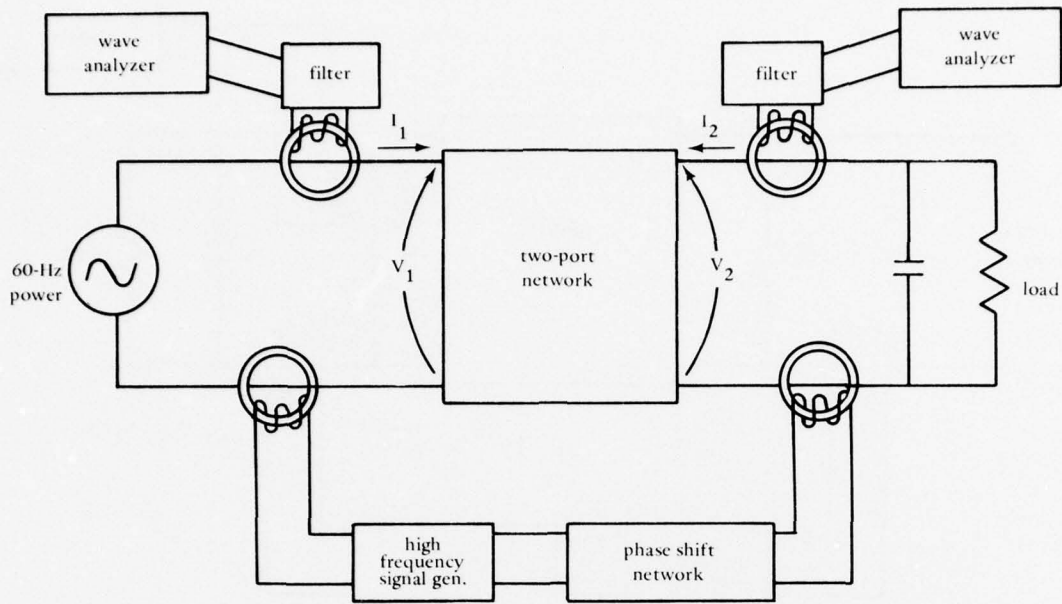 wave
analyzer
filter
I1
V1
60-Hz
power
two-port
network
I2
V2
filter
wave
analyzer
load
high
frequency
signal gen.
phase shift
network